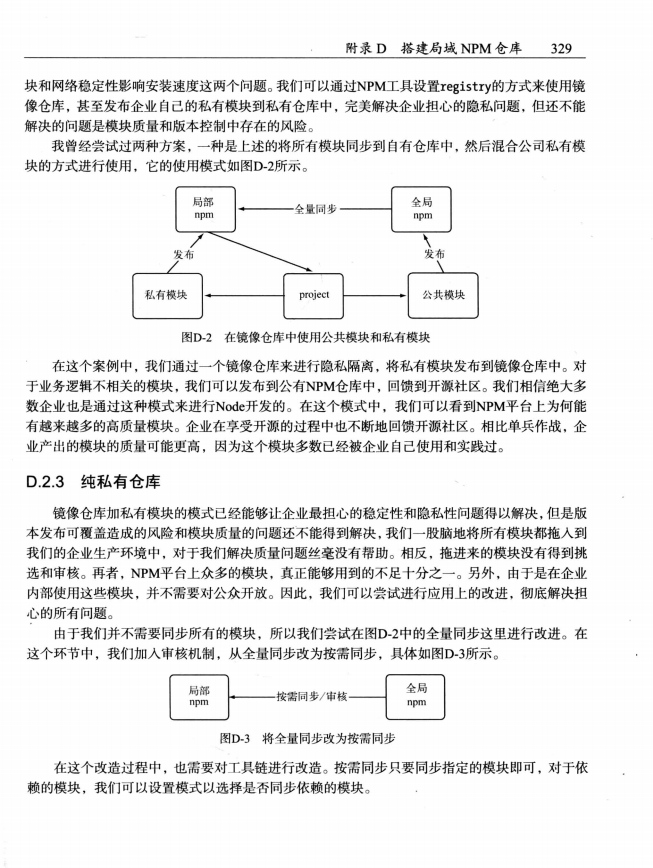 附录 D 搭建局域 NPM 仓库 329
块和网络稳定性影响安装速度这两个问题。我们可以通过NPM工具设置registry的方式来使用镜
像仓库，甚至发布企业自己的私有模块到私有仓库中，完美解决企业担心的隐私问题，但还不能
解决的问题是模块质量和版本控制中存在的风险。
我曾经尝试过两种方案，一种是上述的将所有模块同步到自有仓库中，然后混合公司私有模
块的方式进行使用，它的使用模式如图D-2所示。
局部
npm
全量同步
全局
npm
发布
发布
私有模块
project
公共模块
图D-2 在镜像仓库中使用公共模块和私有模块
在这个案例中，我们通过一个镜像仓库来进行隐私隔离，将私有模块发布到镜像仓库中。对
于业务逻辑不相关的模块，我们可以发布到公有NPM仓库中，回馈到开源社区。我们相信绝大多
数企业也是通过这种模式来进行Node开发的。在这个模式中，我们可以看到NPM平台上为何能
有越来越多的高质量模块。企业在享受开源的过程中也不断地回馈开源社区。相比单兵作战，企
业产出的模块的质量可能更高，因为这个模块多数已经被企业自己使用和实践过。
D.2.3 纯私有仓库
镜像仓库加私有模块的模式已经能够让企业最担心的稳定性和隐私性问题得以解决，但是版
本发布可覆盖造成的风险和模块质量的问题还不能得到解决，我们一股脑地将所有模块都拖入到
我们的企业生产环境中，对于我们解决质量问题丝毫没有帮助。相反，拖进来的模块没有得到挑
选和审核。再者，NPM平台上众多的模块，真正能够用到的不足十分之一。另外，由于是在企业
内部使用这些模块，并不需要对公众开放。因此，我们可以尝试进行应用上的改进，彻底解决担
心的所有问题。
由于我们并不需要同步所有的模块，所以我们尝试在图D-2中的全量同步这里进行改进。在
这个环节中，我们加入审核机制，从全量同步改为按需同步，具体如图D-3所示。
局部
npm
按需同步/审核
全局
npm
图D-3 将全量同步改为按需同步
在这个改造过程中，也需要对工具链进行改造。按需同步只要同步指定的模块即可，对于依
赖的模块，我们可以设置模式以选择是否同步依赖的模块。